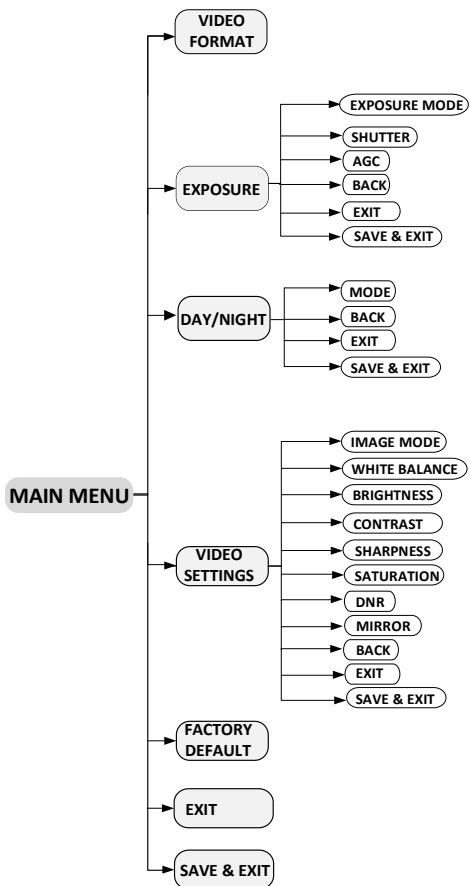 MAIN MENU
VIDEO
FORMAT
EXPOSURE
EXPOSURE MODE
SHUTTER
AGC
BACK
EXIT
SAVE & EXIT
DAY/NIGHT
MODE
BACK
EXIT
SAVE & EXIT
VIDEO
SETTINGS
IMAGE MODE
WHITE BALANCE
BRIGHTNESS
CONTRAST
SHARPNESS
SATURATION
DNR
MIRROR
BACK
EXIT
SAVE & EXIT
FACTORY
DEFAULT
EXIT
SAVE & EXIT